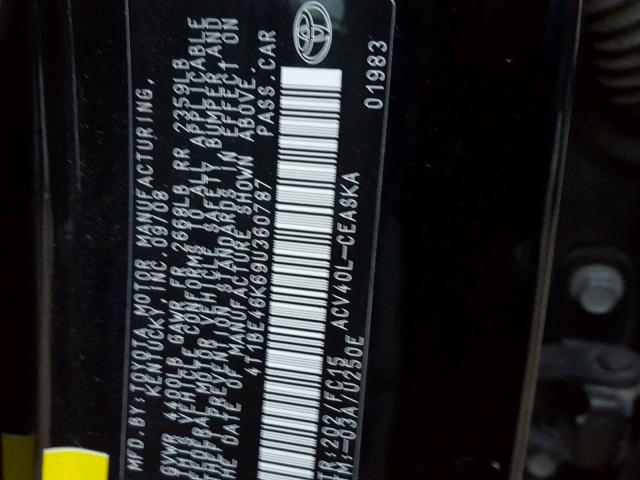 MFD. BY: TOYOTA MOTOR MANUFACTURING,
KENTUCKY, INC. 09/08
GVWR 4400LB GAWR FR 2668LB RR 2359LB
THIS VEHICLE CONFORMS TO ALL APPLICABLE
FEDERAL MOTOR VEHICLE SAFETY, BUMPER, AND
THEFT PREVENTION STANDARDS IN EFFECT ON
THE DATE OF MANUFACTURE SHOWN ABOVE.
4T1BE46K69U360787 PASS. CAR
01983
TR: 202/FC15 ACV40L-CEASKA
TM: -03A/U250E